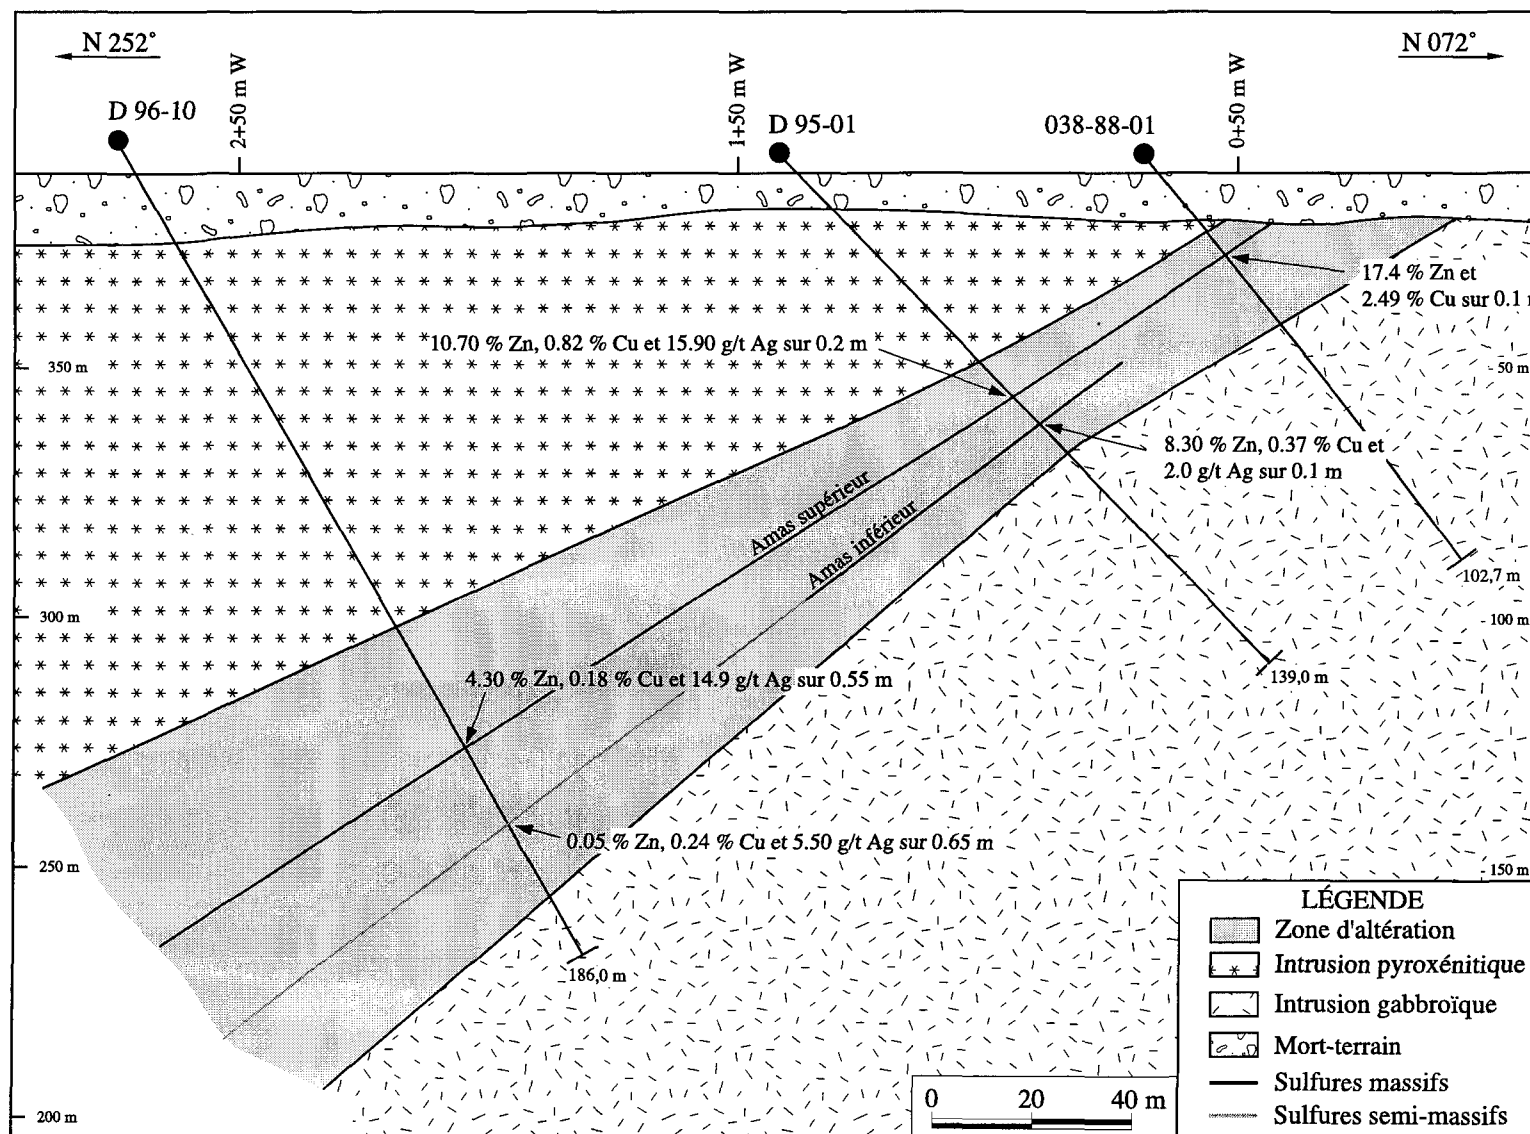 N 252°
N 072°
2+50 m W
1+50 m W
0+50 m W
D 96-10
D 95-01
038-88-01
17.4 % Zn et
2.49 % Cu sur 0.1
10.70 % Zn, 0.82 % Cu et 15.90 g/t Ag sur 0.2 m
350 m
50 m
8.30 % Zn, 0.37 % Cu et
2.0 g/t Ag sur 0.1 m
Amas supérieur
Amas inférieur
102,7 m
300 m
100 m
139,0 m
4.30 % Zn, 0.18 % Cu et 14.9 g/t Ag sur 0.55 m
0.05 % Zn, 0.24 % Cu et 5.50 g/t Ag sur 0.65 m
250 m
150 m
186,0 m
LÉGENDE
Zone d'altération
Intrusion pyroxénitique
Intrusion gabbroïque
Mort-terrain
Sulfures massifs
Sulfures semi-massifs
0 20 40 m
200 m